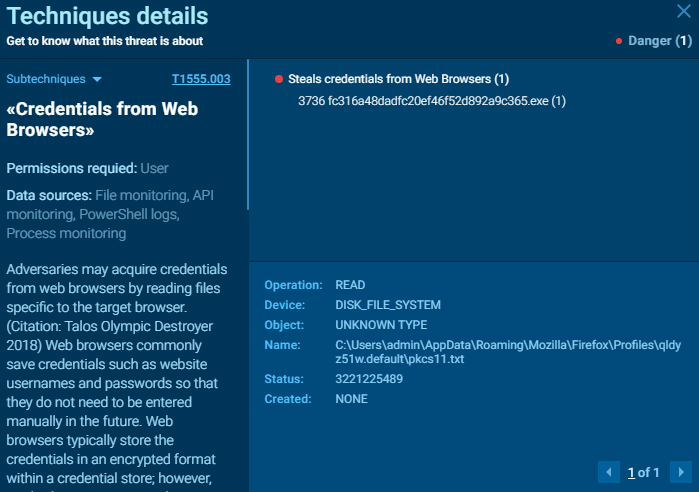 Techniques details
Get to know what this threat is about
Danger (1)
Subtechniques
T1555.003
«Credentials from Web
Browsers»
Permissions requied: User
Data sources: File monitoring, API
monitoring, PowerShell logs,
Process monitoring
Adversaries may acquire credentials
from web browsers by reading files
specific to the target browser.
(Citation: Talos Olympic Destroyer
2018) Web browsers commonly
save credentials such as website
usernames and passwords so that
they do not need to be entered
manually in the future. Web
browsers typically store the
credentials in an encrypted format
within a credential store; however,
Steals credentials from Web Browsers (1)
3736 fc316a48dadfc20ef46f52d892a9c365.exe (1)
Operation: READ
Device: DISK_FILE_SYSTEM
Object: UNKNOWN TYPE
Name: C:\Users\admin\AppData\Roaming\Mozilla\Firefox\Profiles\qldy
z51w.default\pkcs11.txt
Status: 3221225489
Created: NONE
1 of 1